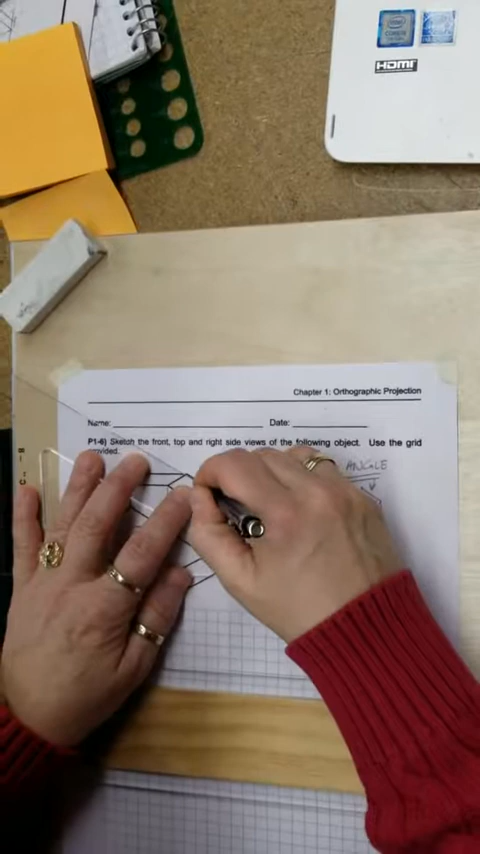 intel
HDMI
Chapter 1: Orthographic Projection
Name: Date:
P1-6) Sketch the front, top and right side views of the following object. Use the grid
ANGLE